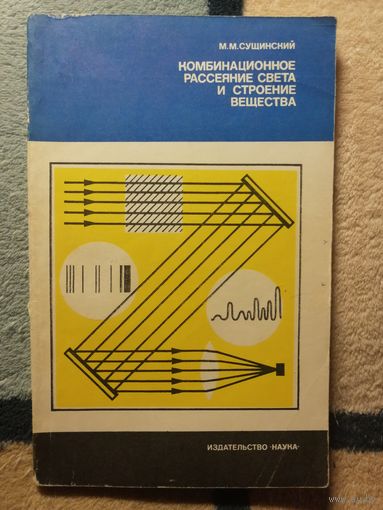 М.М.СУЩИНСКИЙ
КОМБИНАЦИОННОЕ
РАССЕЯНИЕ СВЕТА
И СТРОЕНИЕ
ВЕЩЕСТВА
ИЗДАТЕЛЬСТВО «НАУКА»